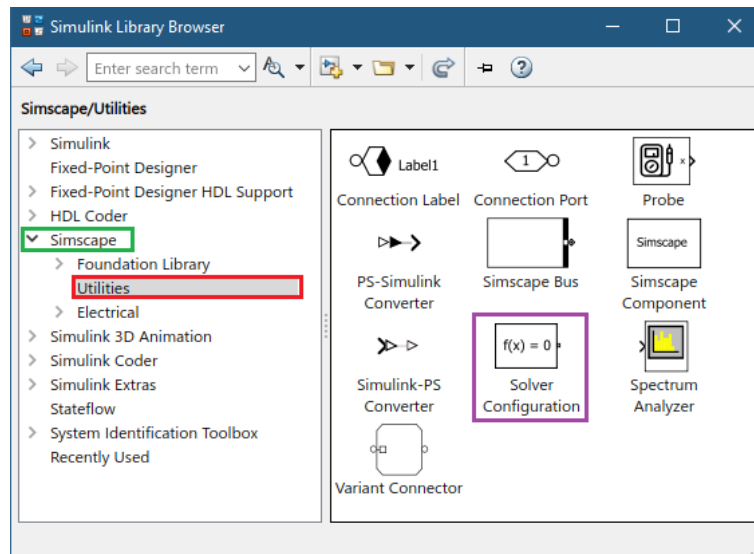 Simulink Library Browser
Enter search term
Simscape/Utilities
Simulink
Fixed-Point Designer
Fixed-Point Designer HDL Support
HDL Coder
Simscape
Foundation Library
Utilities
Electrical
Simulink 3D Animation
Simulink Coder
Simulink Extras
Stateflow
System Identification Toolbox
Recently Used
Label1
1
Connection Label
Connection Port
Probe
Simscape
PS-Simulink
Converter
Simscape Bus
Simscape
Component
f(x) = 0
Simulink-PS
Converter
Solver
Configuration
Spectrum
Analyzer
Variant Connector